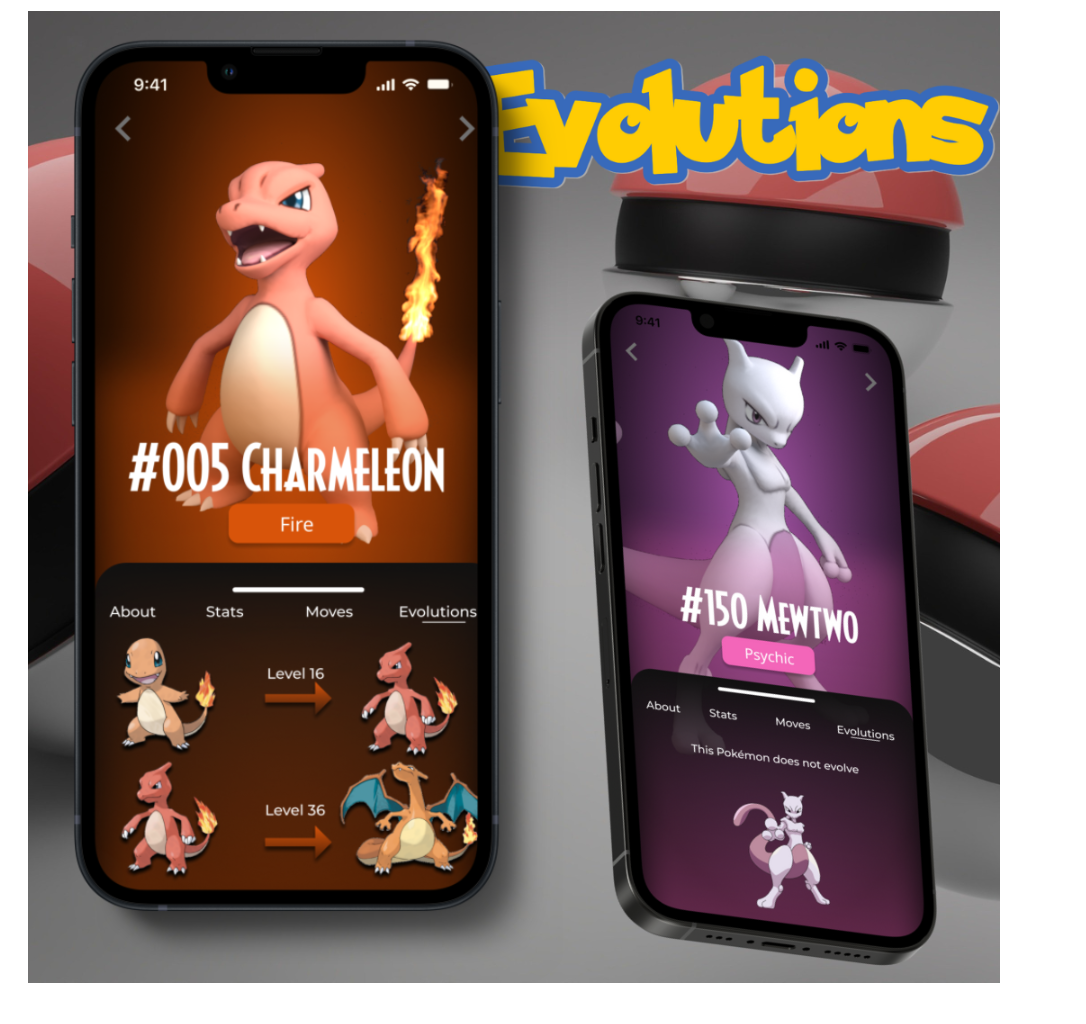 Evolutions
9:41
#005 CHARMELEON
Fire
About Stats Moves Evolutions
Level 16
Level 36
9:41
#150 MEWTWO
Psychic
About Stats Moves Evolutions
This Pokémon does not evolve